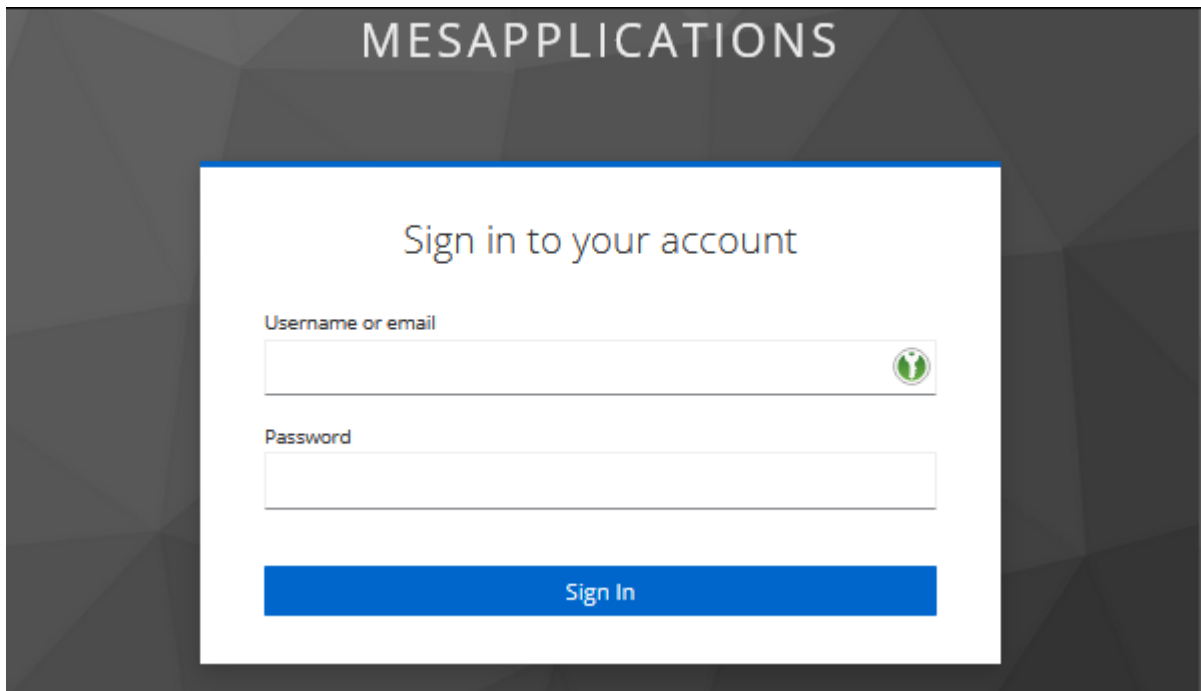 MESAPPLICATIONS
Sign in to your account
Username or email
Password
Sign In